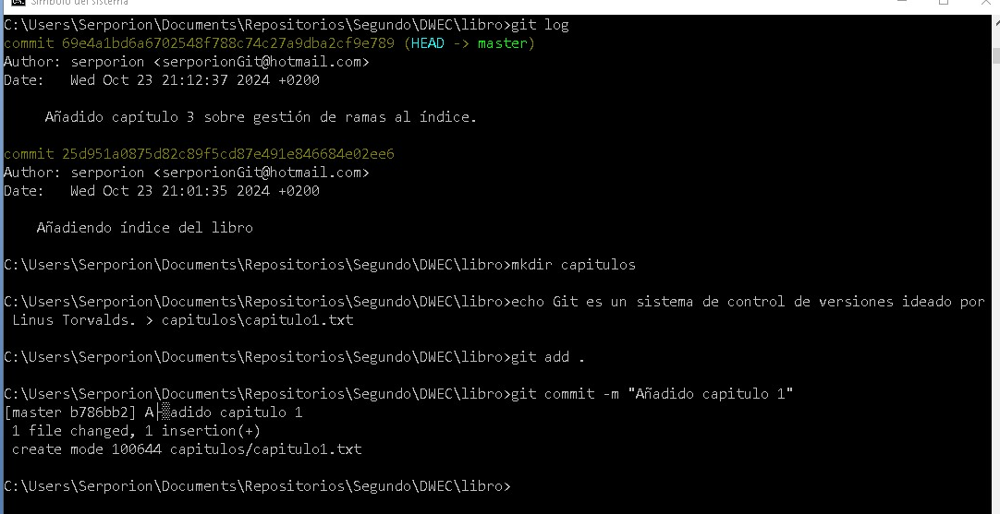 Símbolo del sistema
C:\Users\Serporion\Documents\Repositorios\Segundo\DWEC\libro>git log
commit 69e4a1bd6a6702548f788c74c27a9dba2cf9e789 (HEAD -> master)
Author: serporion <serporionGit@hotmail.com>
Date:   Wed Oct 23 21:12:37 2024 +0200
Añadido capítulo 3 sobre gestión de ramas al índice.
commit 25d951a0875d82c89f5cd87e491e846684e02ee6
Author: serporion <serporionGit@hotmail.com>
Date:   Wed Oct 23 21:01:35 2024 +0200
Añadiendo índice del libro
C:\Users\Serporion\Documents\Repositorios\Segundo\DWEC\libro>mkdir capitulos
C:\Users\Serporion\Documents\Repositorios\Segundo\DWEC\libro>echo Git es un sistema de control de versiones ideado por
Linus Torvalds. > capitulos\capitulo1.txt
C:\Users\Serporion\Documents\Repositorios\Segundo\DWEC\libro>git add .
C:\Users\Serporion\Documents\Repositorios\Segundo\DWEC\libro>git commit -m "Añadido capitulo 1"
[master b786bb2] A├▒adido capitulo 1
1 file changed, 1 insertion(+)
create mode 100644 capitulos/capitulo1.txt
C:\Users\Serporion\Documents\Repositorios\Segundo\DWEC\libro>